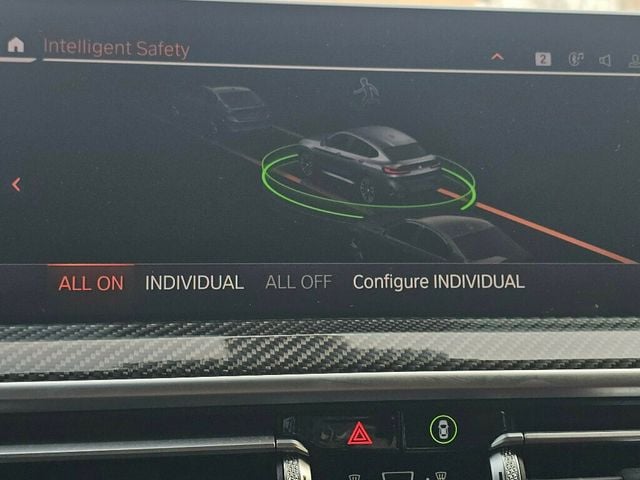 Intelligent Safety
2
ALL ON INDIVIDUAL ALL OFF Configure INDIVIDUAL